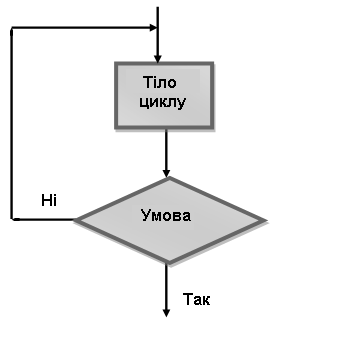 Тіло
циклу
Умова
Ні
Так